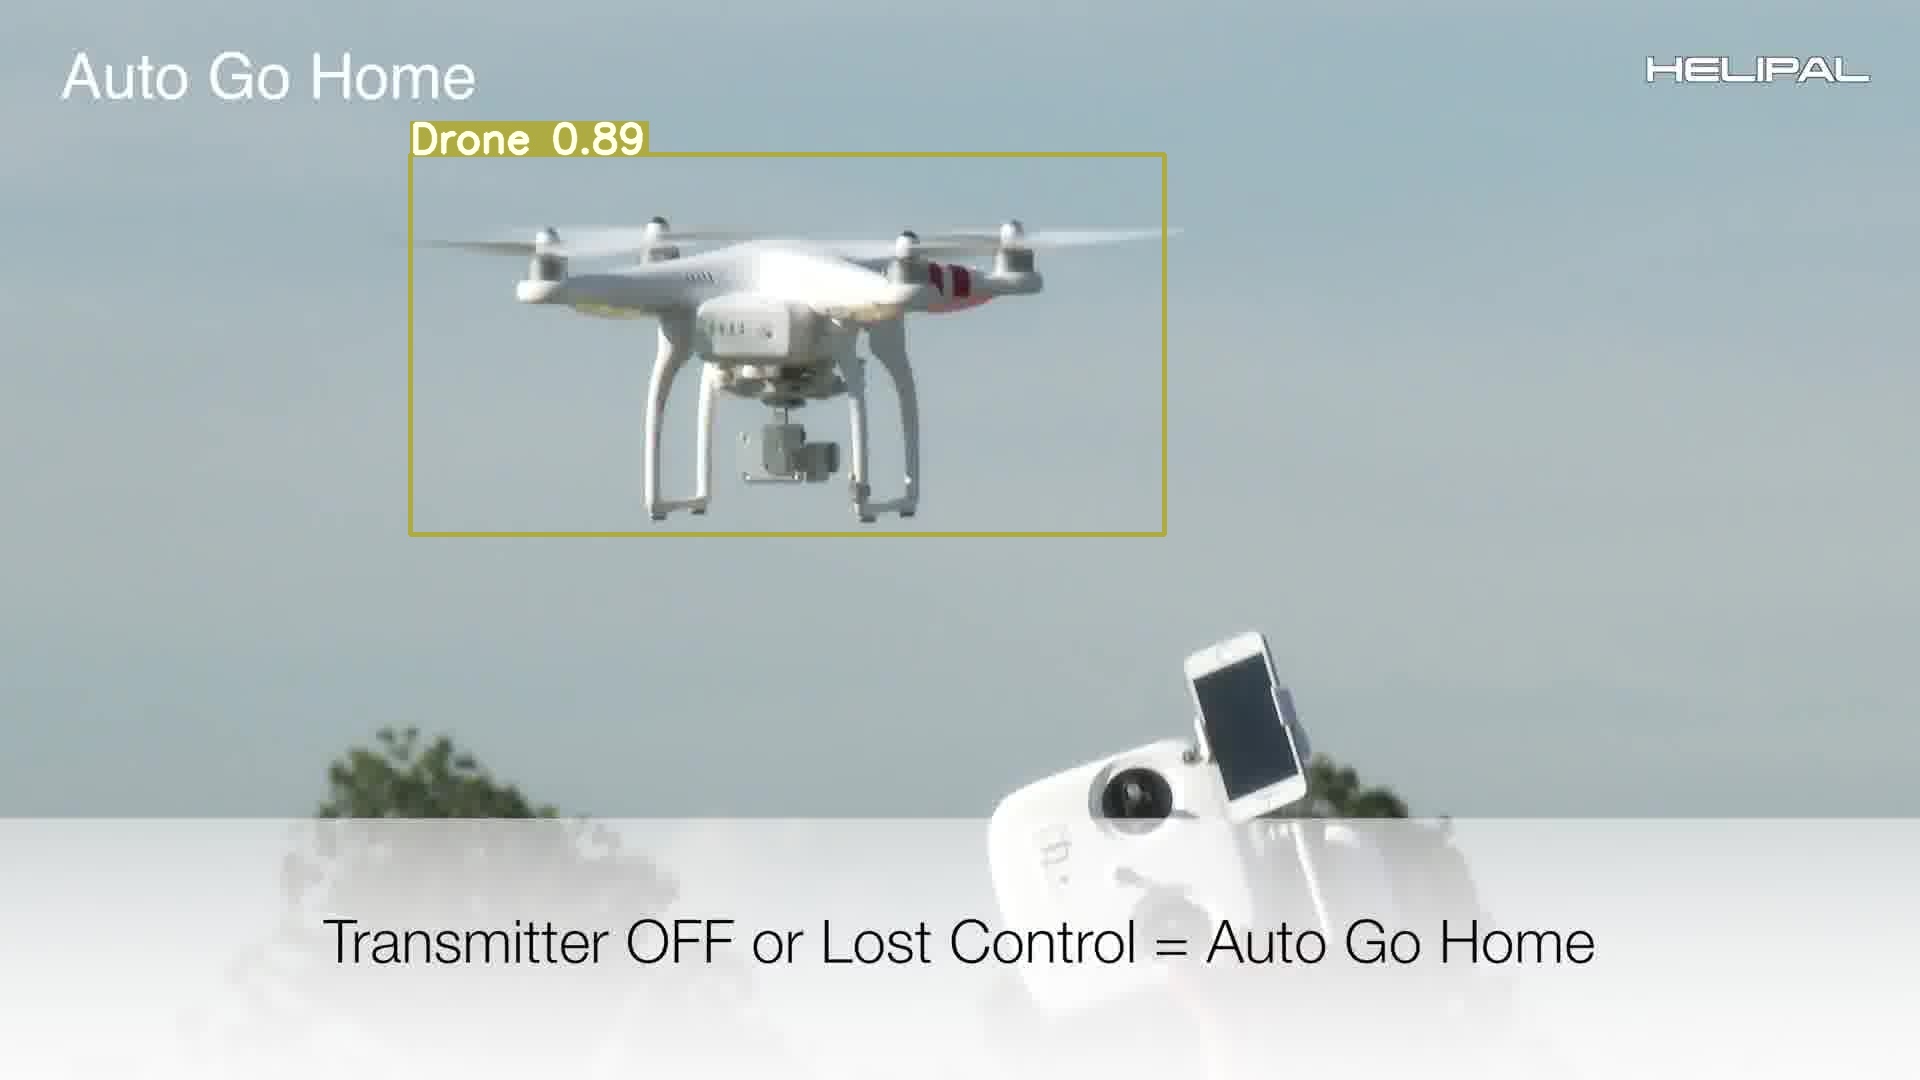 Auto Go Home
HELIPAL
Drone 0.89
Transmitter OFF or Lost Control = Auto Go Home